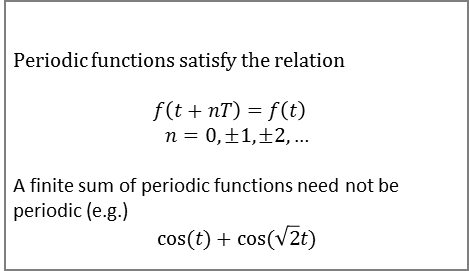 Periodic functions satisfy the relation
f(t + nT) = f(t)
n = 0,±1,±2, ...
A finite sum of periodic functions need not be
periodic (e.g.)
cos(t) + cos(√2t)